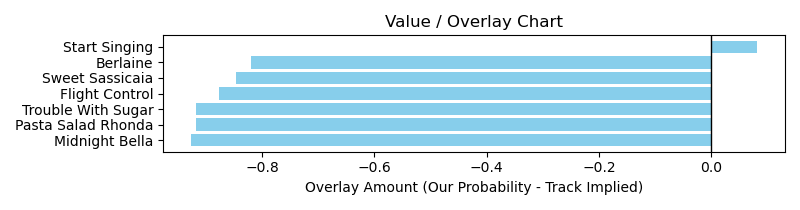 Value / Overlay Chart
Start Singing
Berlaine
Sweet Sassicaia
Flight Control
Trouble With Sugar
Pasta Salad Rhonda
Midnight Bella
−0.8 −0.6 −0.4 −0.2 0.0
Overlay Amount (Our Probability - Track Implied)